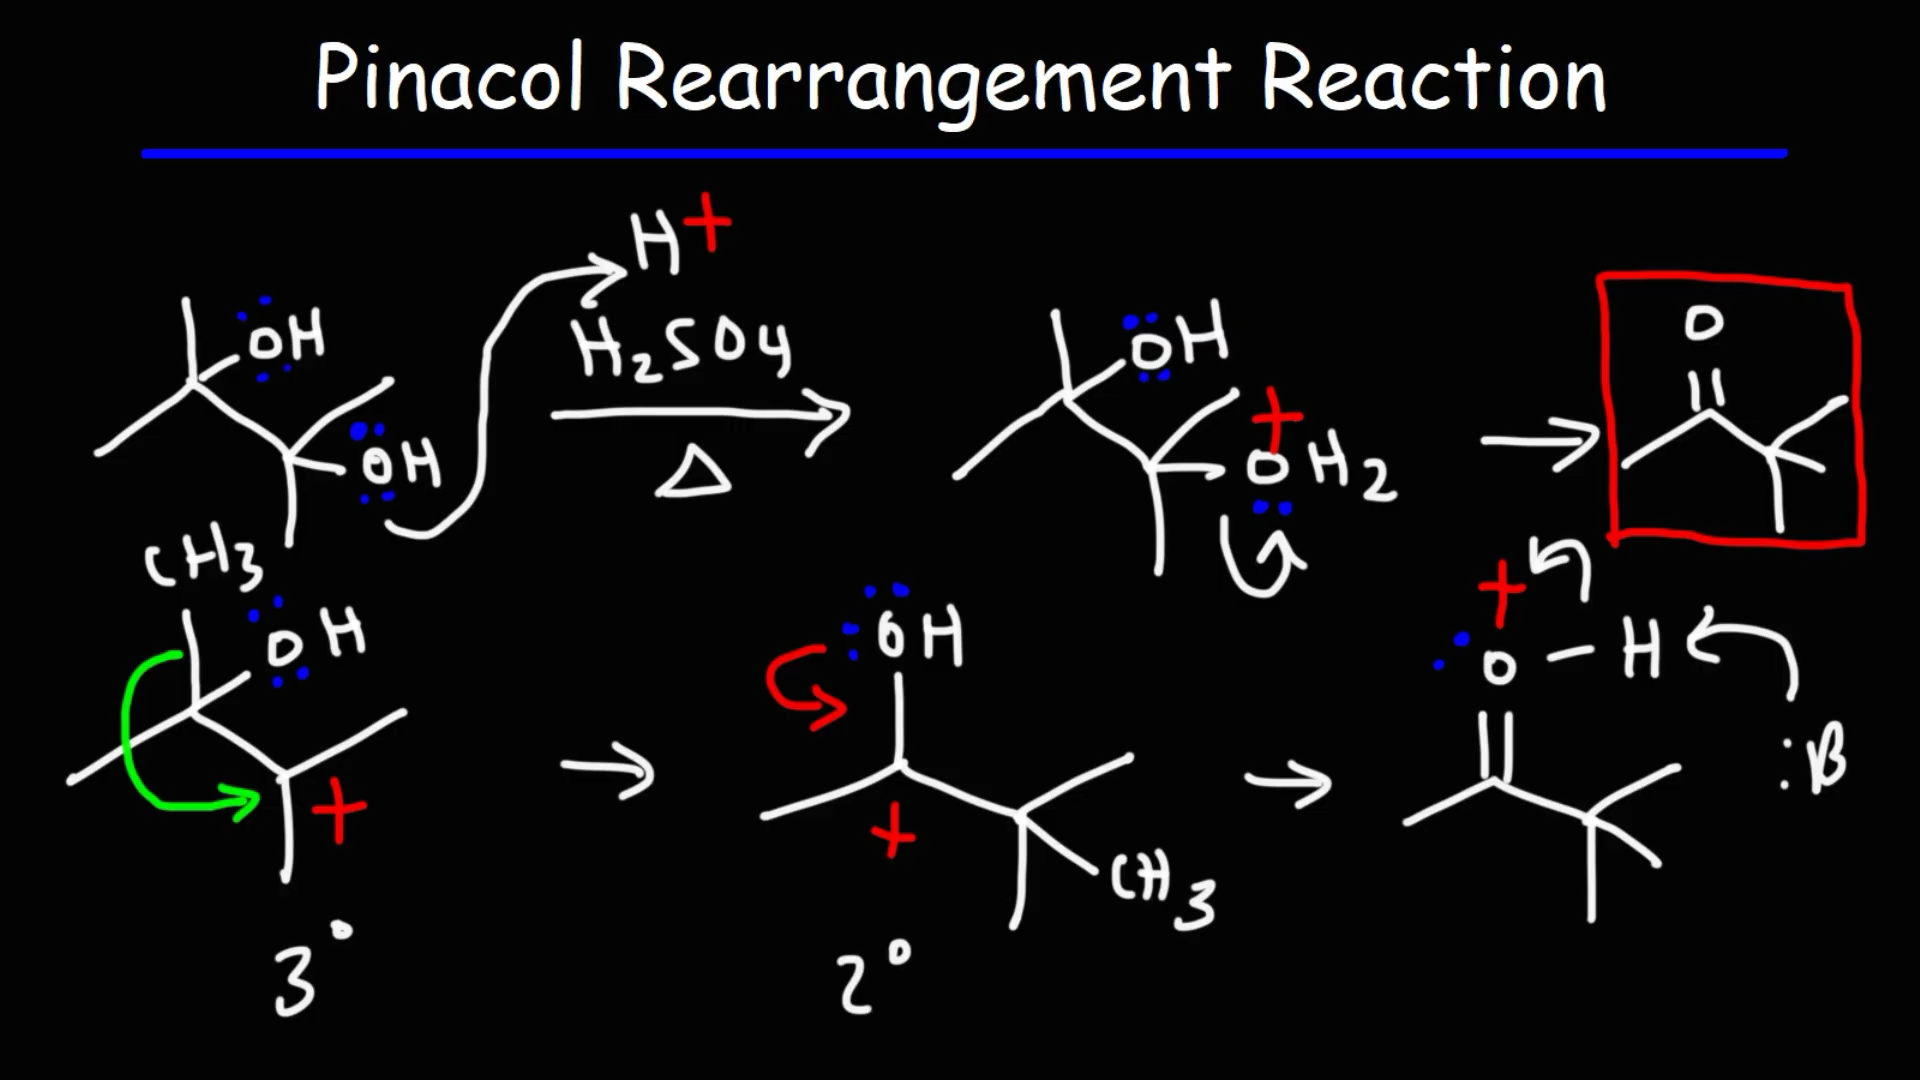 Pinacol Rearrangement Reaction
H+
OH
H2SO4
OH
Δ
OH
+
OH2
O
CH3
OH
+
3°
OH
+
CH3
2°
+
O
H
:B